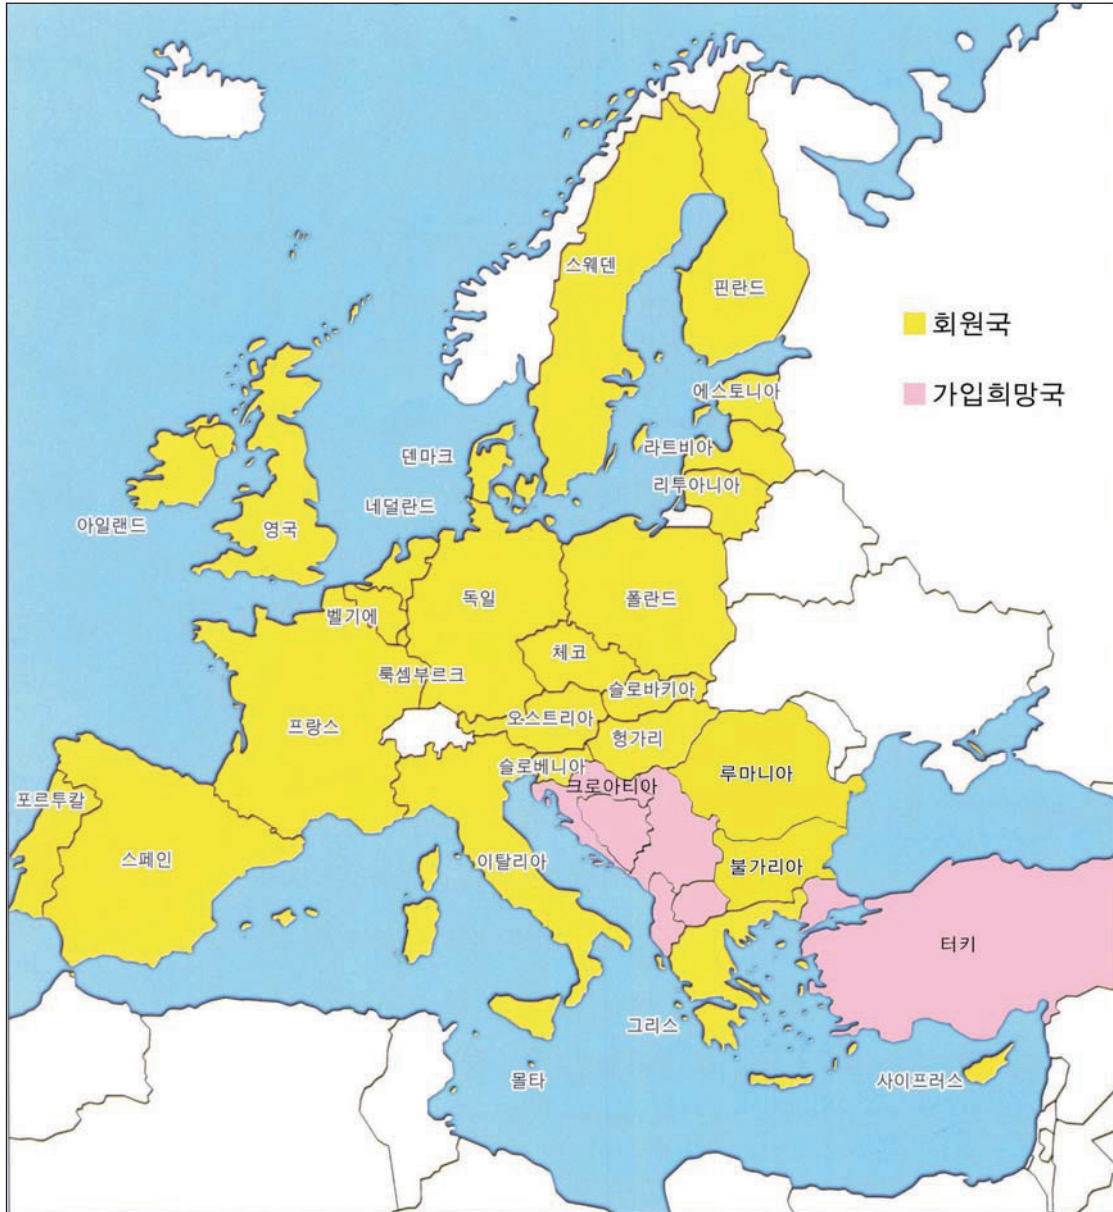 스웨덴
핀란드
회원국
가입희망국
에스토니아
덴마크
라트비아
리투아니아
네덜란드
아일랜드
영국
독일
폴란드
벨기에
체코
룩셈부르크
슬로바키아
오스트리아
프랑스
헝가리
슬로베니아
루마니아
크로아티아
포르투칼
스페인
이탈리아
불가리아
터키
그리스
몰타
사이프러스